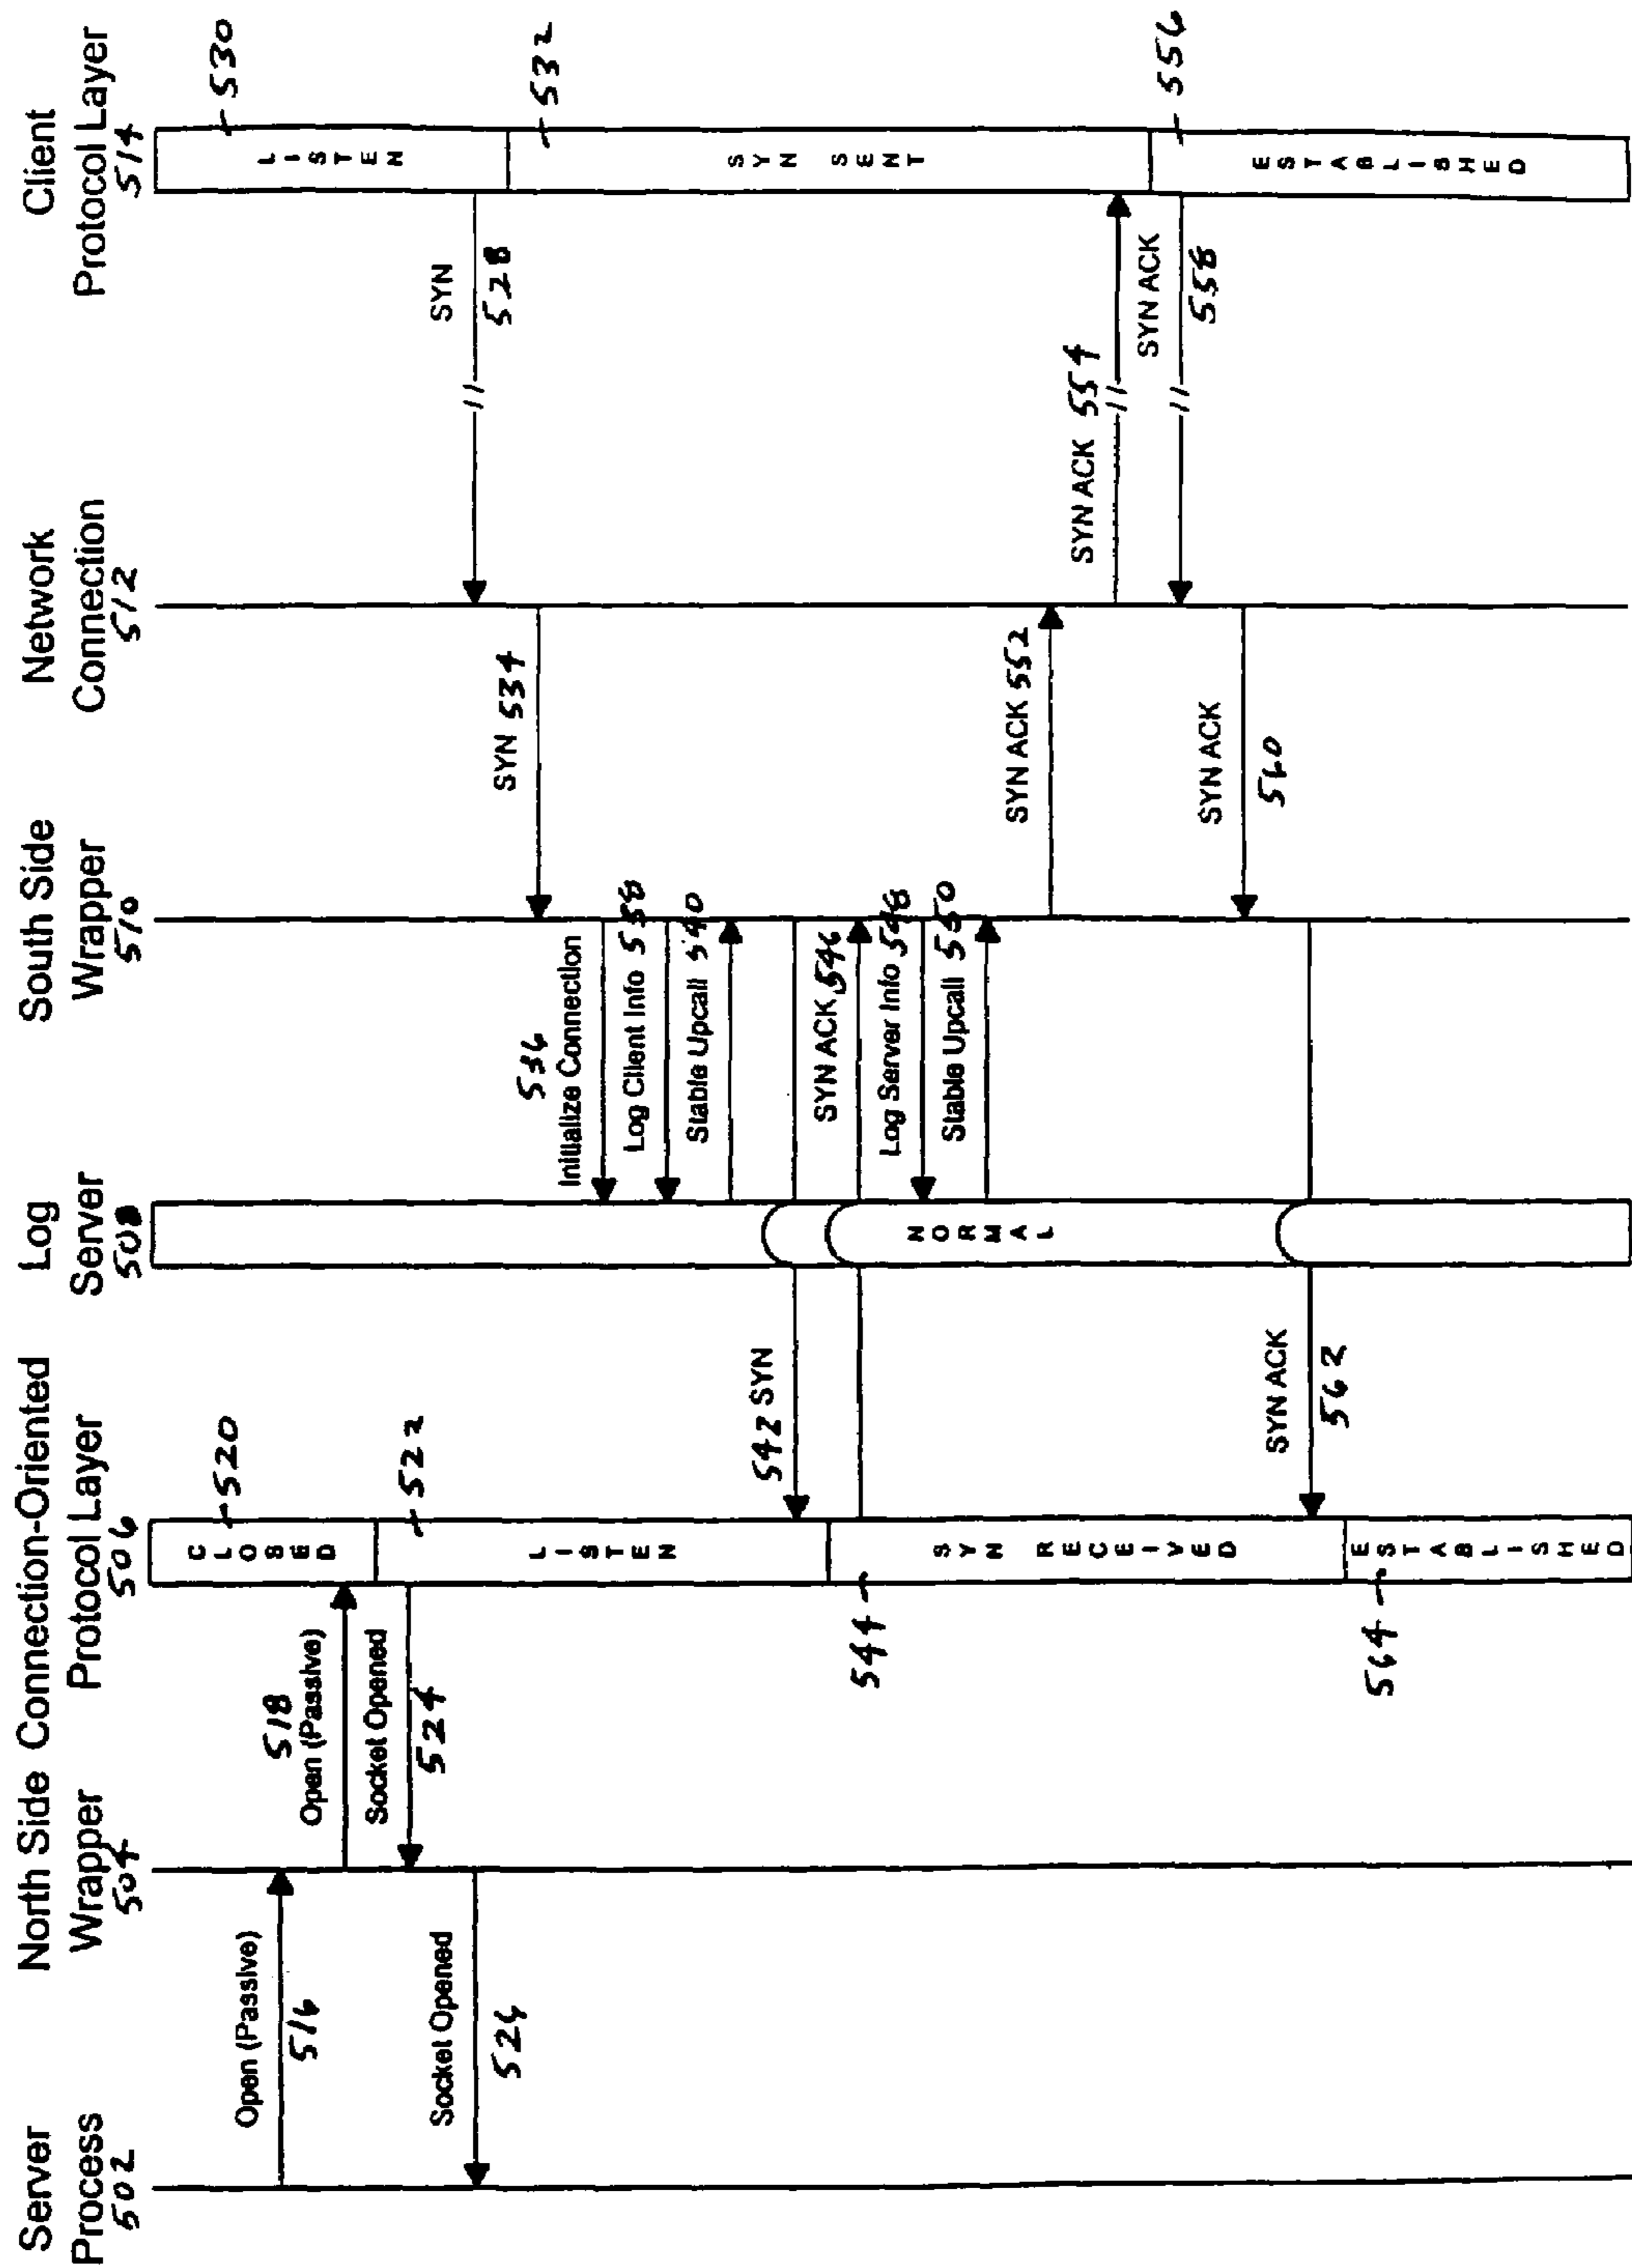 Server
Process
502
North Side
Wrapper
504
Connection-Oriented
Protocol Layer
506
Log
Server
508
South Side
Wrapper
510
Network
Connection
512
Client
Protocol Layer
514
Open (Passive)
516
518
Open (Passive)
CLOSED
520
Socket Opened
524
LISTEN
522
Socket Opened
526
SYN
528
LISTEN
530
SYN SENT
532
SYN 534
536
Initialize Connection
Log Client Info 538
Stable Upcall 540
542 SYN
SYN RECEIVED
544
SYN ACK 546
NORMAL
Log Server Info 548
Stable Upcall 550
SYN ACK 552
SYN ACK 554
ESTABLISHED
556
SYN ACK
558
SYN ACK
560
SYN ACK
562
ESTABLISHED
564